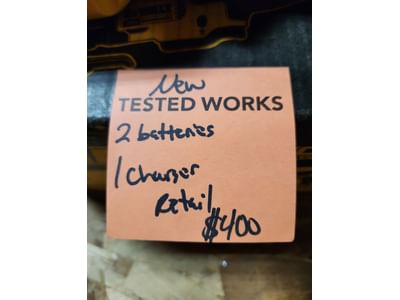 New
TESTED WORKS
2 batteries
1 Charger
Retail
$400